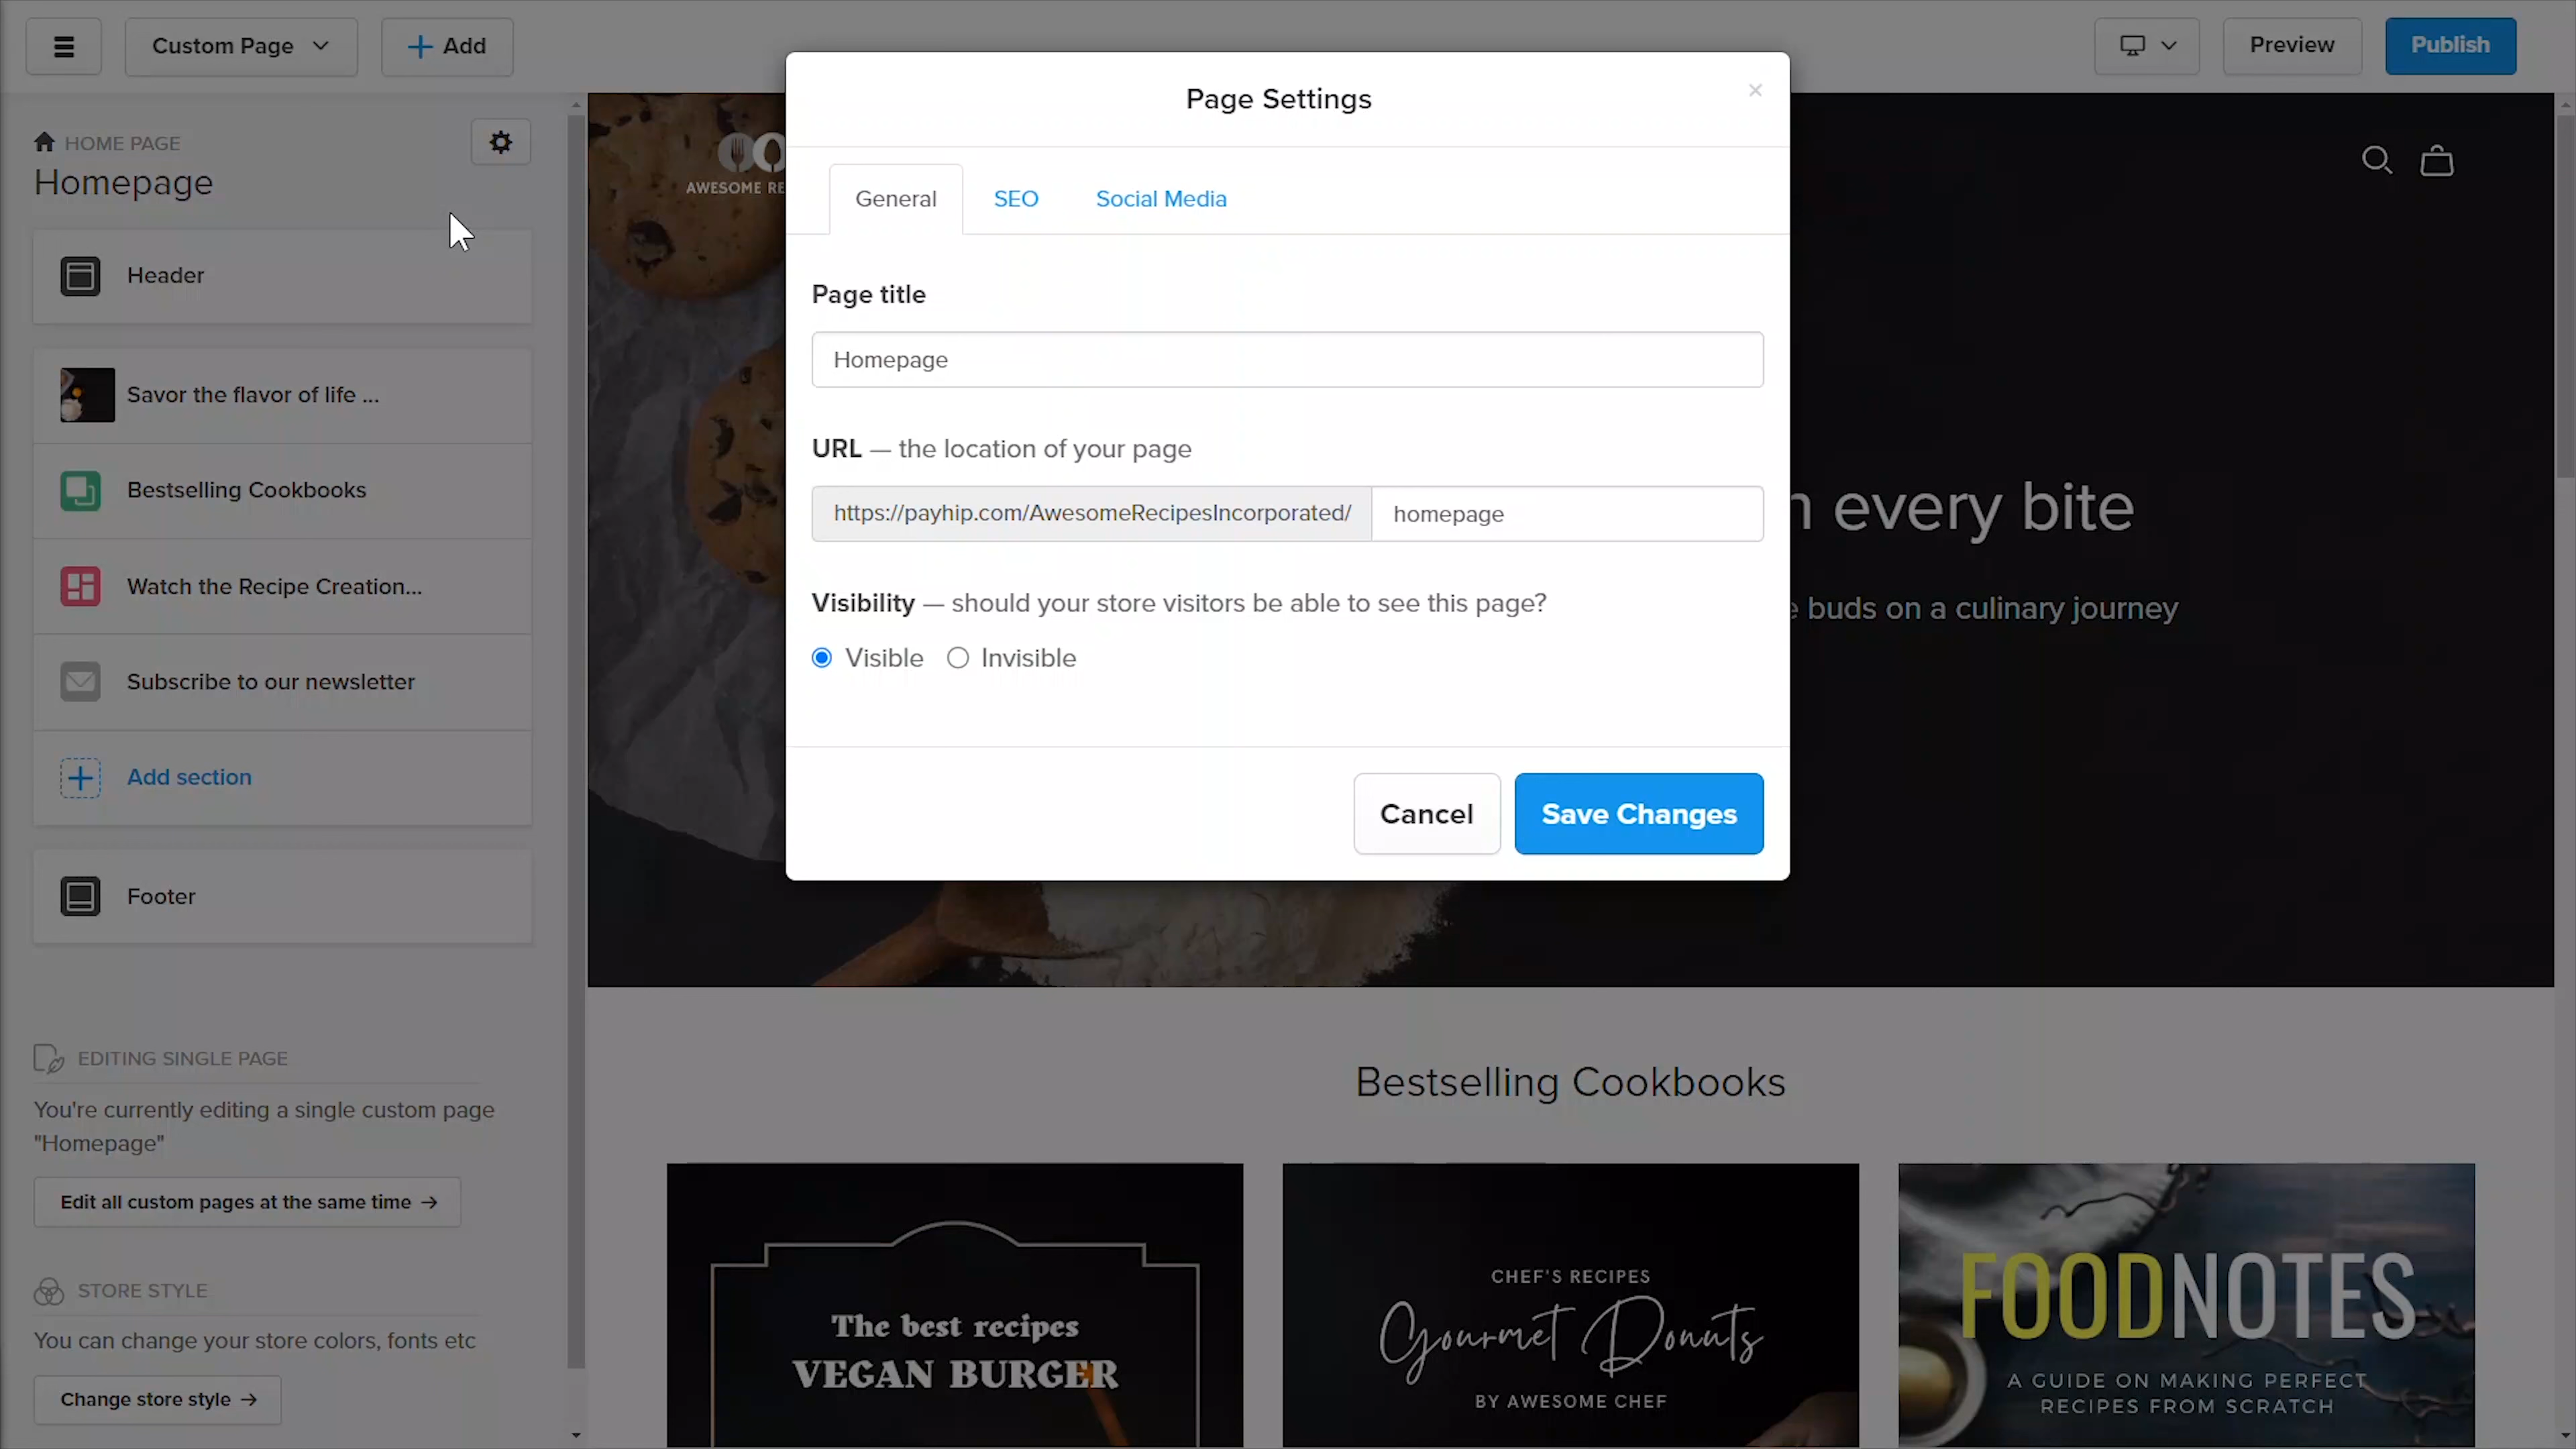 Custom Page
Add
Preview
Publish
HOME PAGE
Homepage
Header
Savor the flavor of life ...
Bestselling Cookbooks
Watch the Recipe Creation...
Subscribe to our newsletter
Add section
Footer
EDITING SINGLE PAGE
You're currently editing a single custom page
"Homepage"
Edit all custom pages at the same time →
STORE STYLE
You can change your store colors, fonts etc
Change store style →
AWESOME RE
Page Settings
×
General
SEO
Social Media
Page title
Homepage
URL — the location of your page
https://payhip.com/AwesomeRecipesIncorporated/
homepage
Visibility — should your store visitors be able to see this page?
Visible
Invisible
Cancel
Save Changes
every bite
buds on a culinary journey
Bestselling Cookbooks
The best recipes
VEGAN BURGER
CHEF'S RECIPES
Gourmet Donuts
BY AWESOME CHEF
FOODNOTES
A GUIDE ON MAKING PERFECT
RECIPES FROM SCRATCH